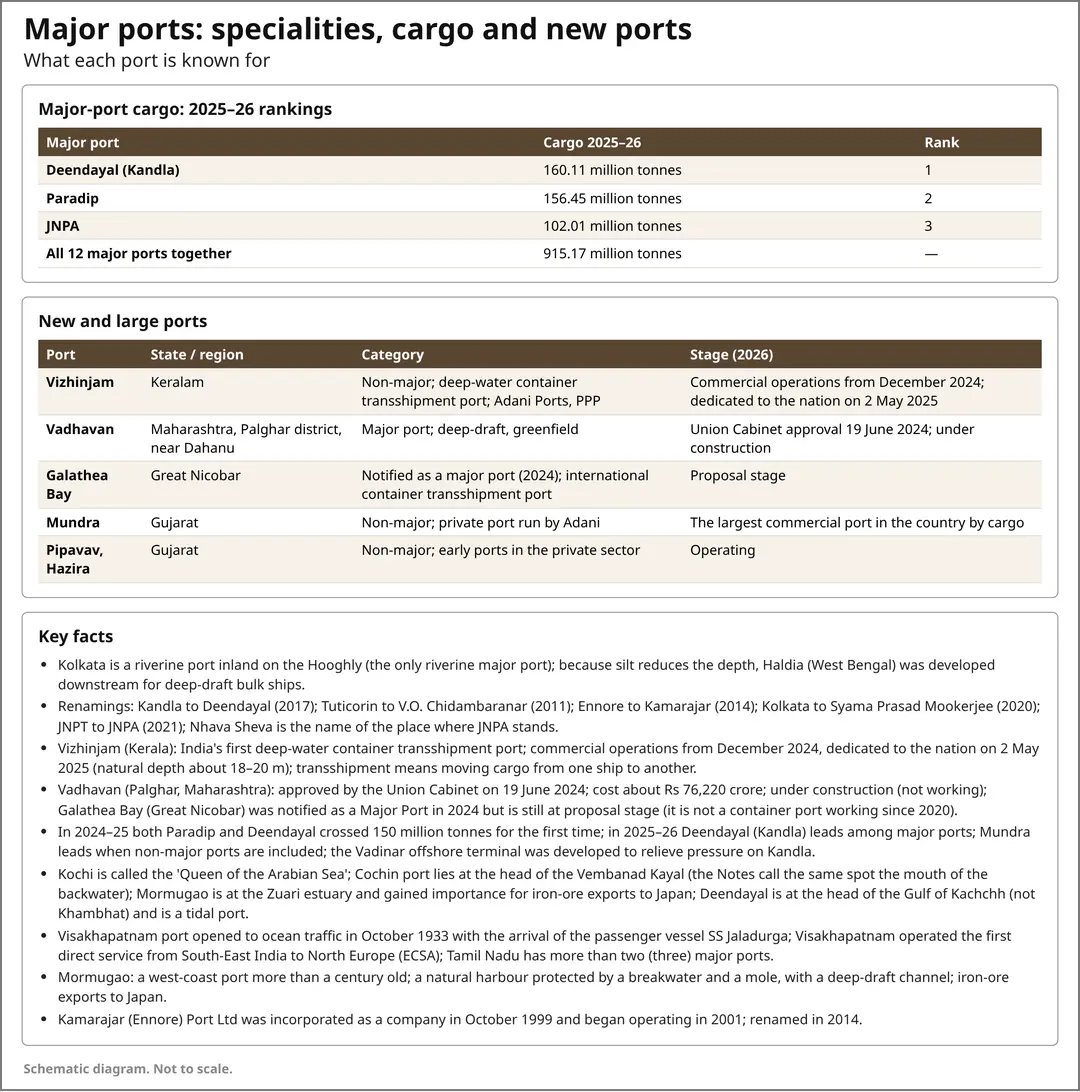 Major ports: specialities, cargo and new ports
What each port is known for
Major-port cargo: 2025–26 rankings
Major port Cargo 2025–26 Rank
Deendayal (Kandla) 160.11 million tonnes 1
Paradip 156.45 million tonnes 2
JNPA 102.01 million tonnes 3
All 12 major ports together 915.17 million tonnes —
New and large ports
Port State / region Category Stage (2026)
Vizhinjam Keralam Non-major; deep-water container Commercial operations from December 2024;
transshipment port; Adani Ports, PPP dedicated to the nation on 2 May 2025
Vadhavan Maharashtra, Palghar district, Major port; deep-draft, greenfield Union Cabinet approval 19 June 2024; under
near Dahanu construction
Galathea Great Nicobar Notified as a major port (2024); international Proposal stage
Bay container transshipment port
Mundra Gujarat Non-major; private port run by Adani The largest commercial port in the country by cargo
Pipavav, Gujarat Non-major; early ports in the private sector Operating
Hazira
Key facts
• Kolkata is a riverine port inland on the Hooghly (the only riverine major port); because silt reduces the depth, Haldia (West Bengal) was developed
downstream for deep-draft bulk ships.
• Renamings: Kandla to Deendayal (2017); Tuticorin to V.O. Chidambaranar (2011); Ennore to Kamarajar (2014); Kolkata to Syama Prasad Mookerjee (2020);
JNPT to JNPA (2021); Nhava Sheva is the name of the place where JNPA stands.
• Vizhinjam (Kerala): India's first deep-water container transshipment port; commercial operations from December 2024, dedicated to the nation on 2 May
2025 (natural depth about 18–20 m); transshipment means moving cargo from one ship to another.
• Vadhavan (Palghar, Maharashtra): approved by the Union Cabinet on 19 June 2024; cost about Rs 76,220 crore; under construction (not working);
Galathea Bay (Great Nicobar) was notified as a Major Port in 2024 but is still at proposal stage (it is not a container port working since 2020).
• In 2024–25 both Paradip and Deendayal crossed 150 million tonnes for the first time; in 2025–26 Deendayal (Kandla) leads among major ports; Mundra
leads when non-major ports are included; the Vadinar offshore terminal was developed to relieve pressure on Kandla.
• Kochi is called the 'Queen of the Arabian Sea'; Cochin port lies at the head of the Vembanad Kayal (the Notes call the same spot the mouth of the
backwater); Mormugao is at the Zuari estuary and gained importance for iron-ore exports to Japan; Deendayal is at the head of the Gulf of Kachchh (not
Khambhat) and is a tidal port.
• Visakhapatnam port opened to ocean traffic in October 1933 with the arrival of the passenger vessel SS Jaladurga; Visakhapatnam operated the first
direct service from South-East India to North Europe (ECSA); Tamil Nadu has more than two (three) major ports.
• Mormugao: a west-coast port more than a century old; a natural harbour protected by a breakwater and a mole, with a deep-draft channel; iron-ore
exports to Japan.
• Kamarajar (Ennore) Port Ltd was incorporated as a company in October 1999 and began operating in 2001; renamed in 2014.
Schematic diagram. Not to scale.